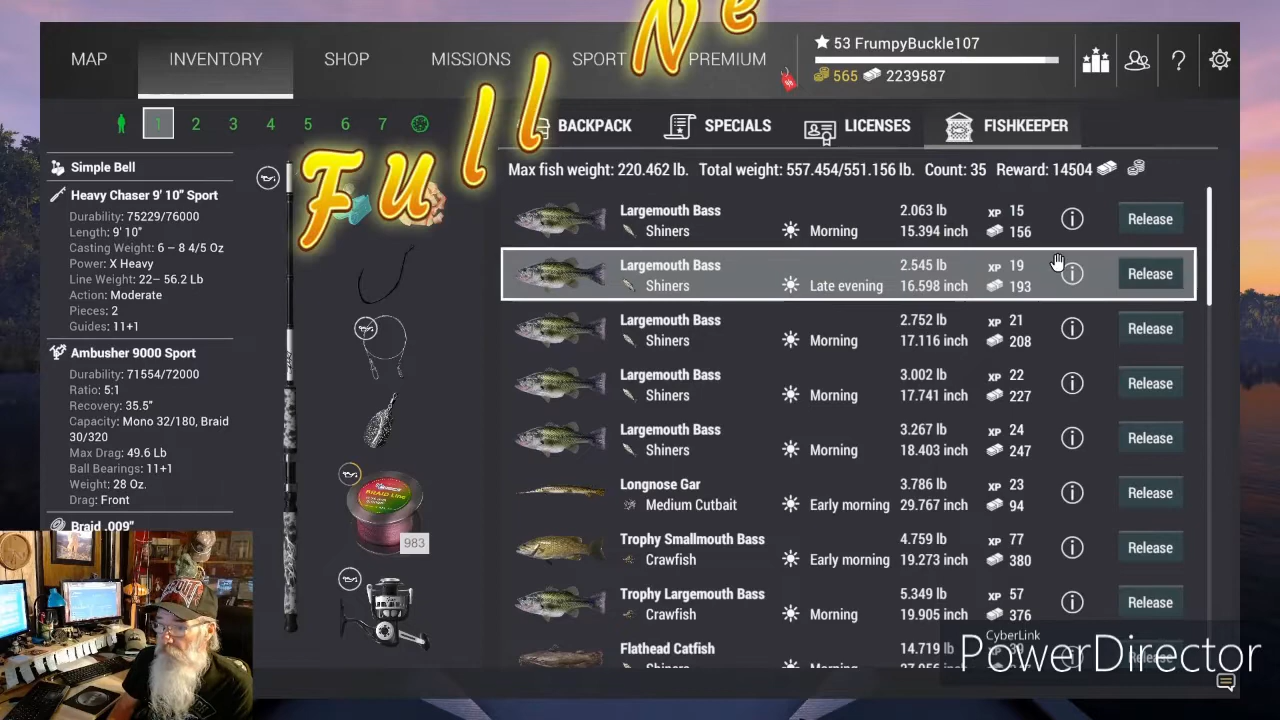 Full Ne
MAP INVENTORY SHOP MISSIONS SPORT PREMIUM
53 FrumpyBuckle107
565 2239587
1 2 3 4 5 6 7
BACKPACK SPECIALS LICENSES FISHKEEPER
Max fish weight: 220.462 lb. Total weight: 557.454/551.156 lb. Count: 35 Reward: 14504
Simple Bell
Heavy Chaser 9' 10" Sport
Durability: 75229/76000
Length: 9' 10"
Casting Weight: 6 – 8 4/5 Oz
Power: X Heavy
Line Weight: 22– 56.2 Lb
Action: Moderate
Pieces: 2
Guides: 11+1
Ambusher 9000 Sport
Durability: 71554/72000
Ratio: 5:1
Recovery: 35.5"
Capacity: Mono 32/180, Braid
30/320
Max Drag: 49.6 Lb
Ball Bearings: 11+1
Weight: 28 Oz.
Drag: Front
Braid .009"
983
Largemouth Bass 2.063 lb XP 15
Shiners Morning 15.394 inch 156
Release
Largemouth Bass 2.545 lb XP 19
Shiners Late evening 16.598 inch 193
Release
Largemouth Bass 2.752 lb XP 21
Shiners Morning 17.116 inch 208
Release
Largemouth Bass 3.002 lb XP 22
Shiners Morning 17.741 inch 227
Release
Largemouth Bass 3.267 lb XP 24
Shiners Morning 18.403 inch 247
Release
Longnose Gar 3.786 lb XP 23
Medium Cutbait Early morning 29.767 inch 94
Release
Trophy Smallmouth Bass 4.759 lb XP 77
Crawfish Early morning 19.273 inch 380
Release
Trophy Largemouth Bass 5.349 lb XP 57
Crawfish Morning 19.905 inch 376
Release
Flathead Catfish 14.719 lb
Shiners Morning
CyberLink
PowerDirector